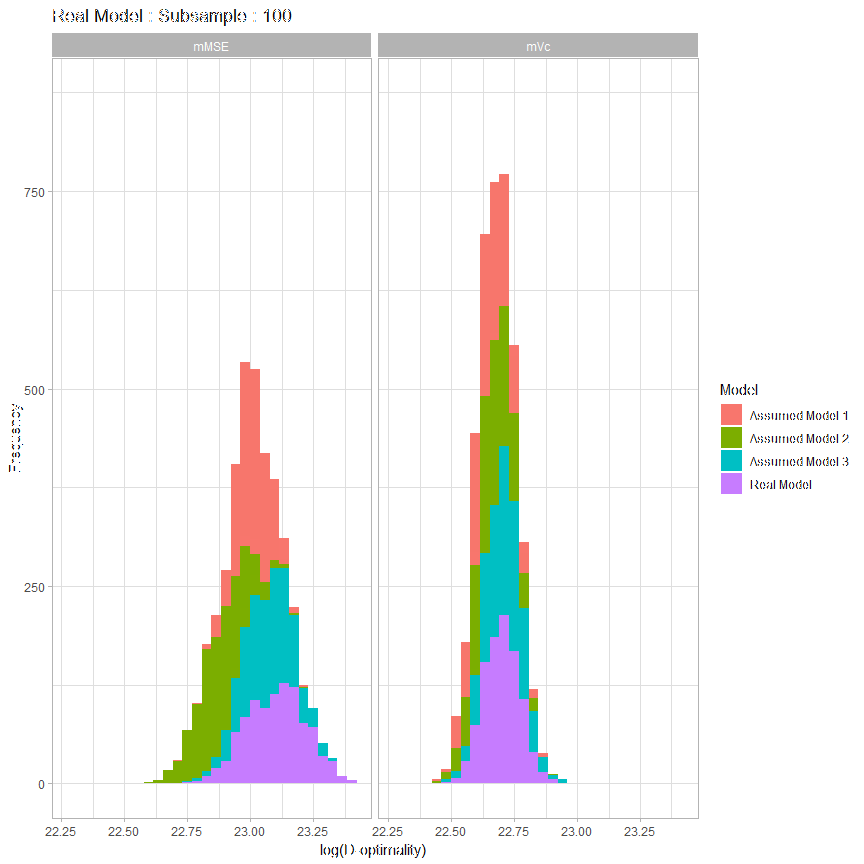 Real Model : Subsample : 100
mMSE
mVc
750
500
250
0
Frequency
22.25 22.50 22.75 23.00 23.25
22.25 22.50 22.75 23.00 23.25
log(D-optimality)
Model
Assumed Model 1
Assumed Model 2
Assumed Model 3
Real Model